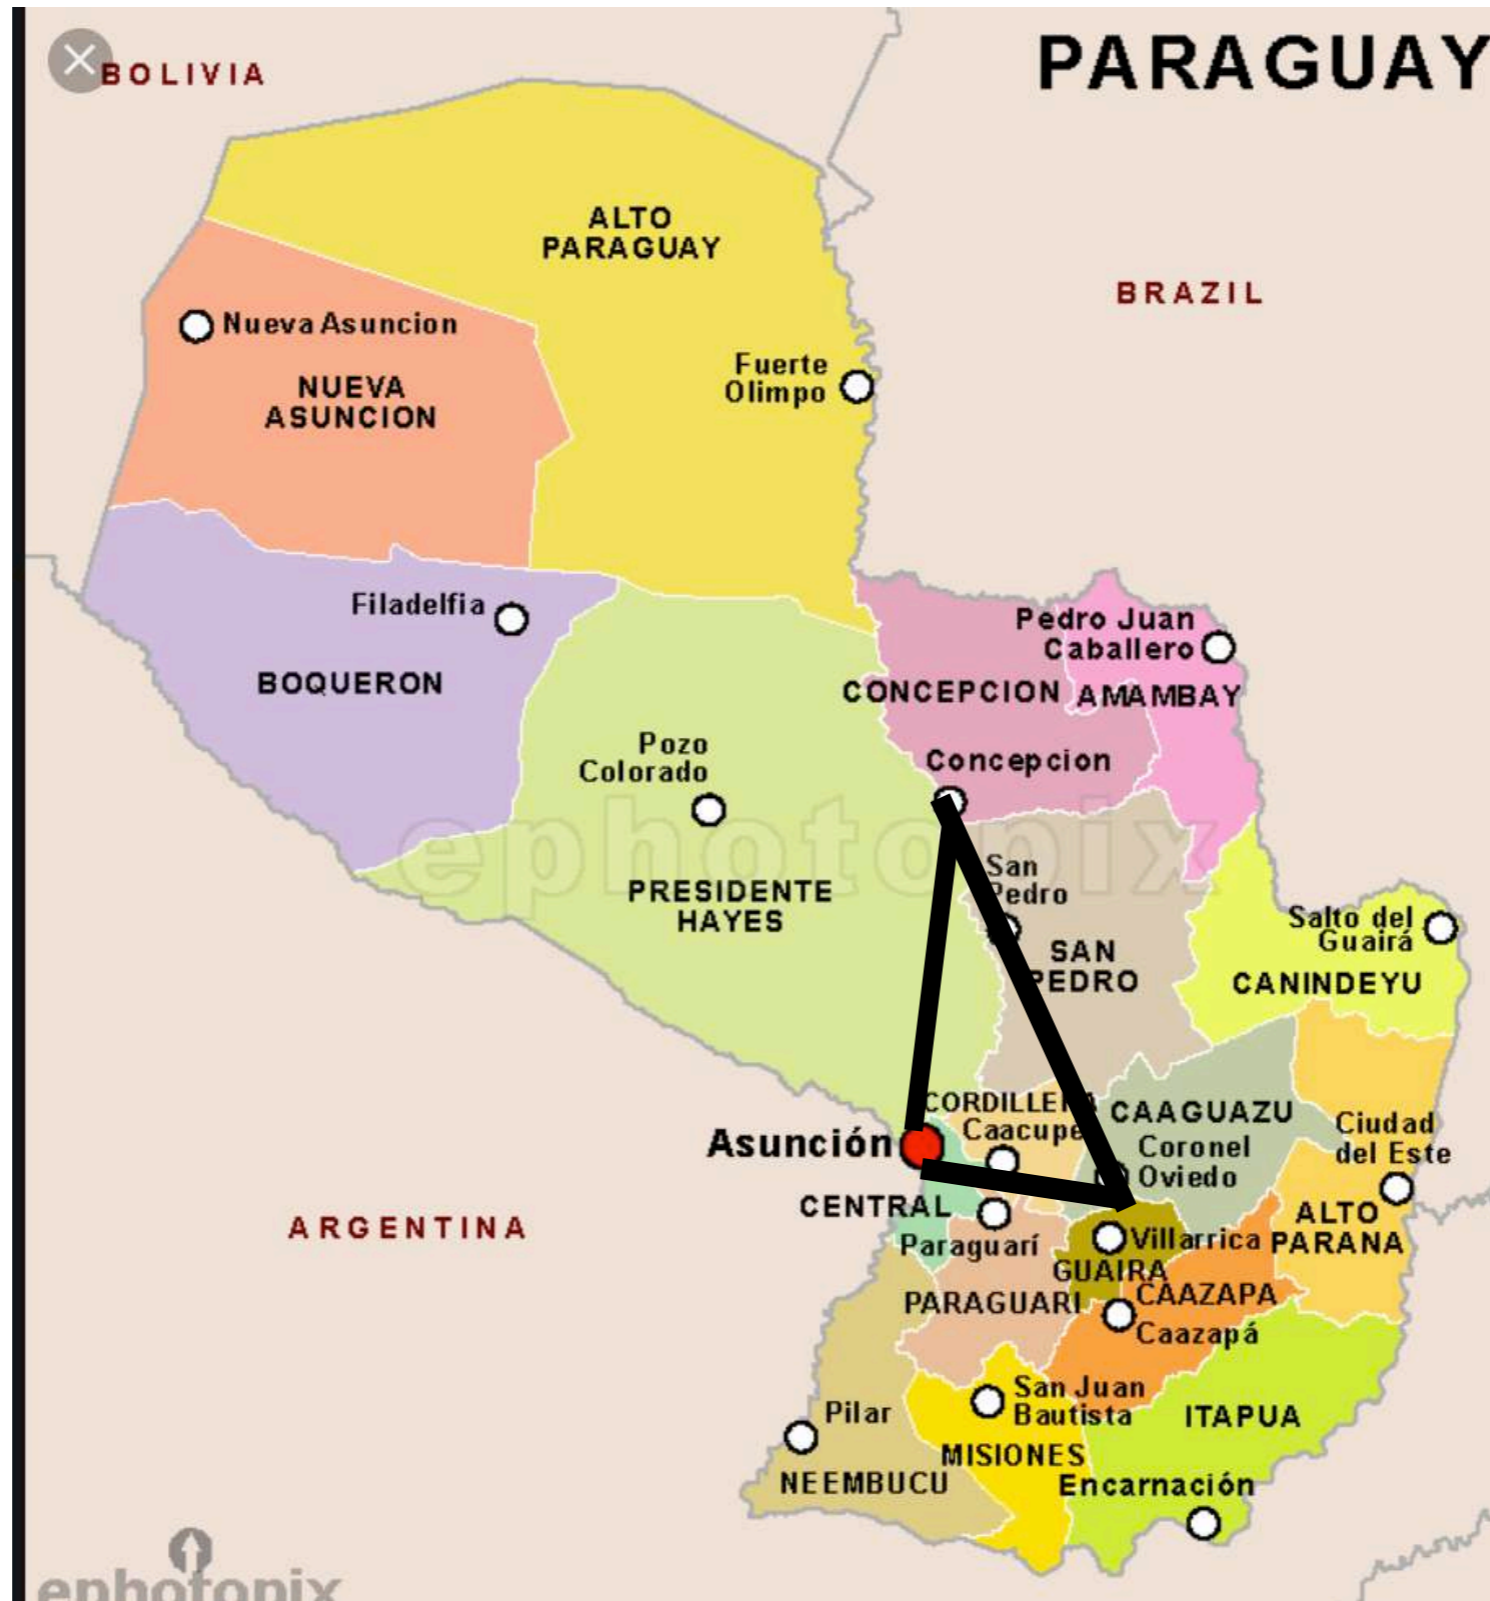 PARAGUAY
BOLIVIA
ALTO
PARAGUAY
BRAZIL
Nueva Asuncion
NUEVA
ASUNCION
Fuerte
Olimpo
Filadelfia
BOQUERON
Pedro Juan
Caballero
CONCEPCION
AMAMBAY
Pozo
Colorado
Concepcion
ephotopix
PRESIDENTE
HAYES
San
Pedro
SAN
PEDRO
Salto del
Guairá
CANINDEYU
CORDILLERA
Caacupe
CAAGUAZU
Coronel
Oviedo
Ciudad
del Este
Asunción
CENTRAL
ALTO
PARANA
ARGENTINA
Paraguarí
Villarrica
GUAIRA
PARAGUARI
CAAZAPA
Caazapá
San Juan
Bautista
ITAPUA
Pilar
MISIONES
NEEMBUCU
Encarnación
ephotopix